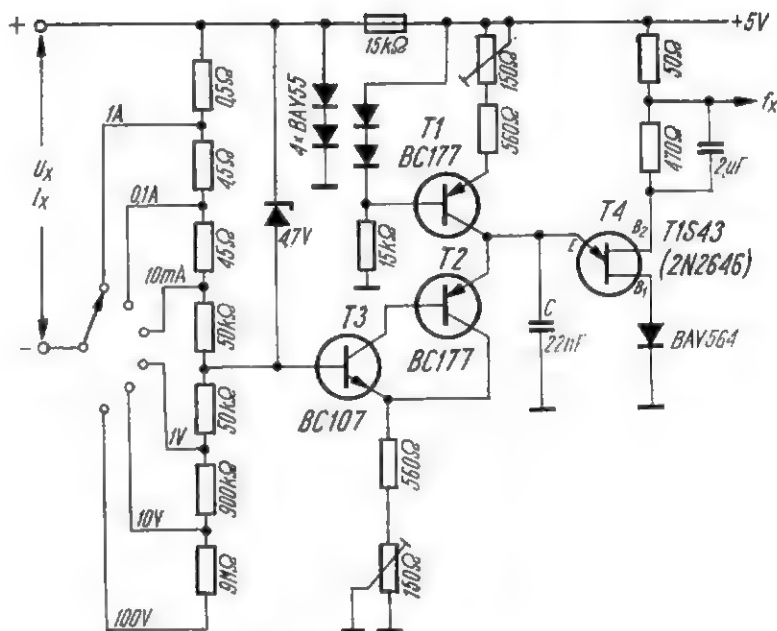 +
+5V
15kΩ
0,5Ω
1A
4×BAY55
150Ω
50Ω
fx
T1
BC177
560Ω
470Ω
2µF
Ux
Ix
4,5Ω
0,1A
45Ω
4,7V
15kΩ
T4
E
B2
B1
T1S43
(2N2646)
10mA
T2
BC177
C
22nF
-
50kΩ
T3
BC107
BAY564
50kΩ
1V
560Ω
900kΩ
10V
9MΩ
150Ω
100V